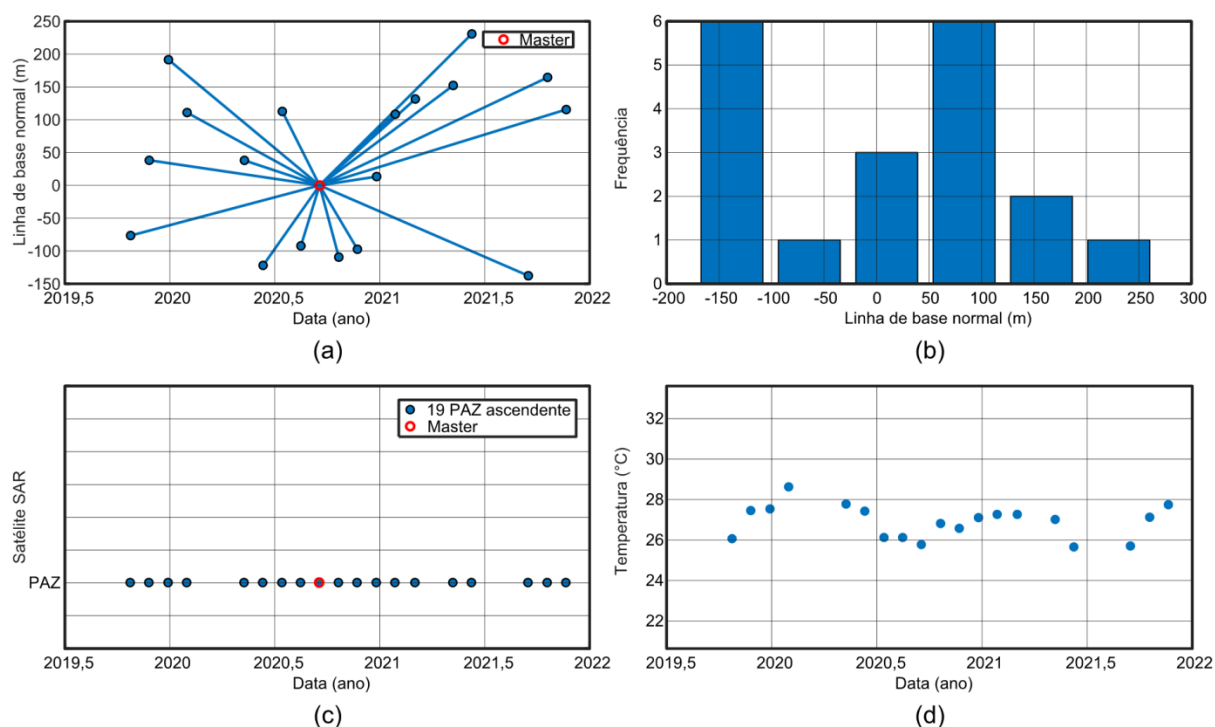 250
200
150
100
50
0
-50
-100
-150
Linha de base normal (m)
Master
2019,5 2020 2020,5 2021 2021,5 2022
Data (ano)
(a)
6
5
4
3
2
1
0
Frequência
-200 -150 -100 -50 0 50 100 150 200 250 300
Linha de base normal (m)
(b)
Satélite SAR
PAZ
19 PAZ ascendente
Master
2019,5 2020 2020,5 2021 2021,5 2022
Data (ano)
(c)
32
30
28
26
24
22
Temperatura (°C)
2019,5 2020 2020,5 2021 2021,5 2022
Data (ano)
(d)